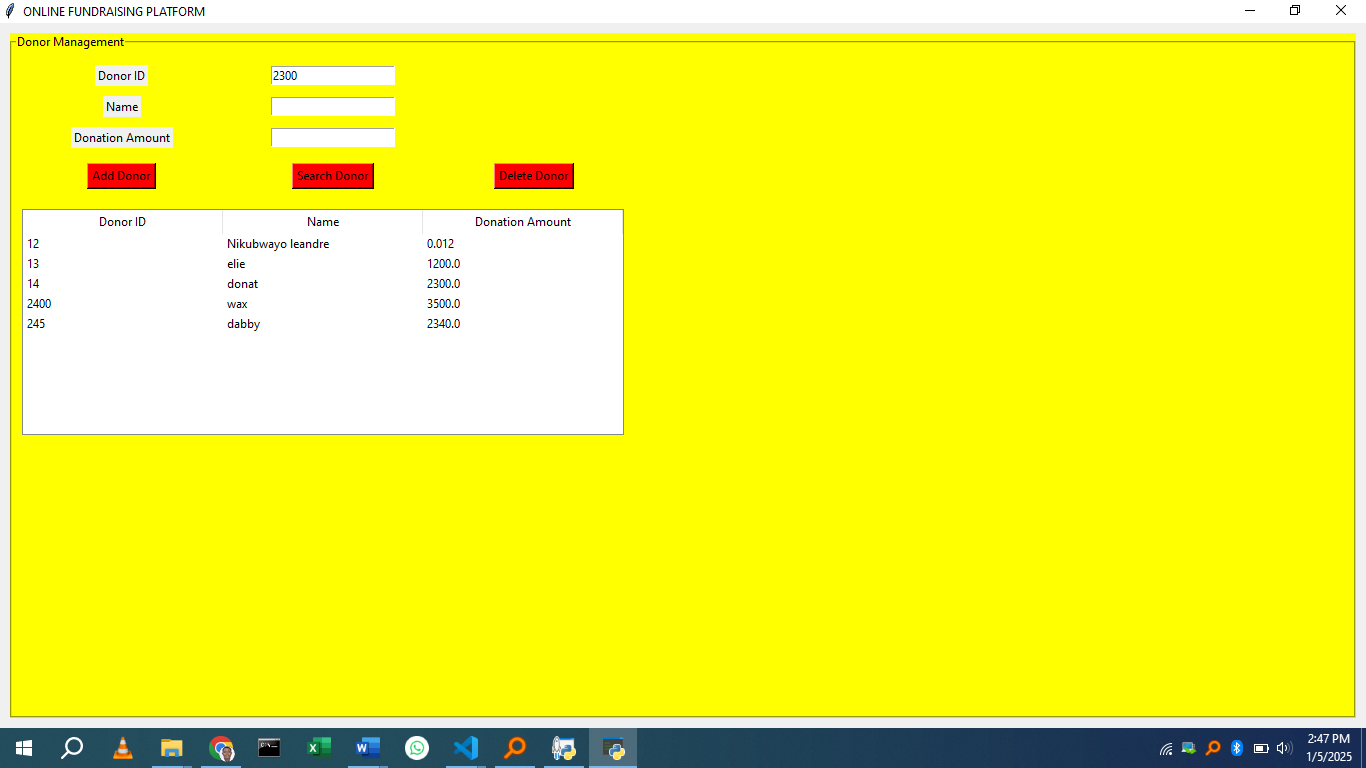 ONLINE FUNDRAISING PLATFORM
Donor Management
Donor ID 2300
Name
Donation Amount
Add Donor Search Donor Delete Donor
Donor ID Name Donation Amount
12 Nikubwayo leandre 0.012
13 elie 1200.0
14 donat 2300.0
2400 wax 3500.0
245 dabby 2340.0
2:47 PM
1/5/2025